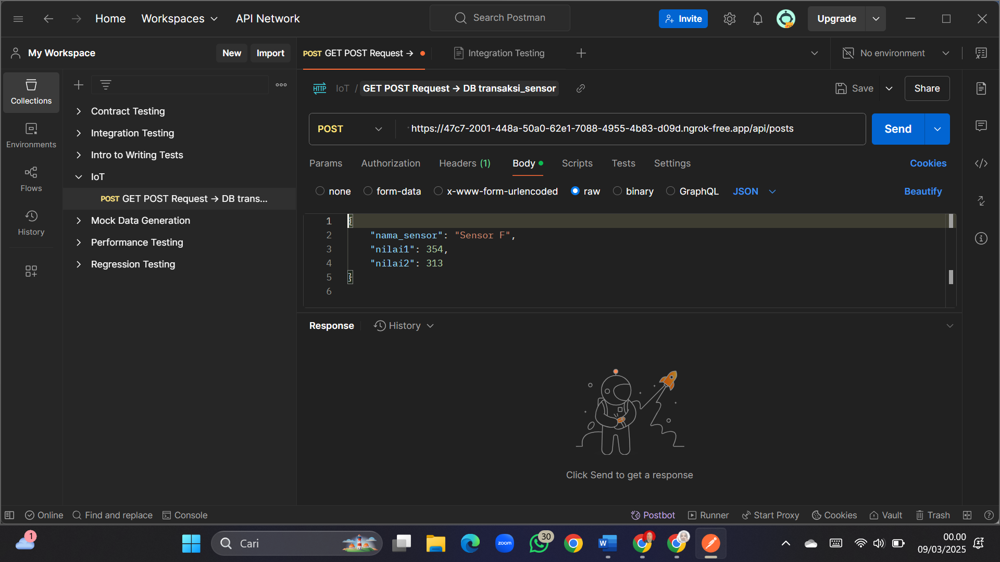 Home
Workspaces
API Network
Search Postman
Invite
Upgrade
My Workspace
New
Import
POST GET POST Request →
Integration Testing
No environment
Collections
Environments
Flows
History
Contract Testing
Integration Testing
Intro to Writing Tests
IoT
POST GET POST Request → DB trans...
Mock Data Generation
Performance Testing
Regression Testing
HTTP IoT / GET POST Request → DB transaksi_sensor
Save
Share
POST
https://47c7-2001-448a-50a0-62e1-7088-4955-4b83-d09d.ngrok-free.app/api/posts
Send
Params Authorization Headers (1) Body Scripts Tests Settings Cookies
none form-data x-www-form-urlencoded raw binary GraphQL JSON Beautify
1 {
2 "nama_sensor": "Sensor F",
3 "nilai1": 354,
4 "nilai2": 313
5 }
6
Response History
Click Send to get a response
Online Find and replace Console Postbot Runner Start Proxy Cookies Vault Trash
1
Cari
zoom
30
W
00.00
09/03/2025